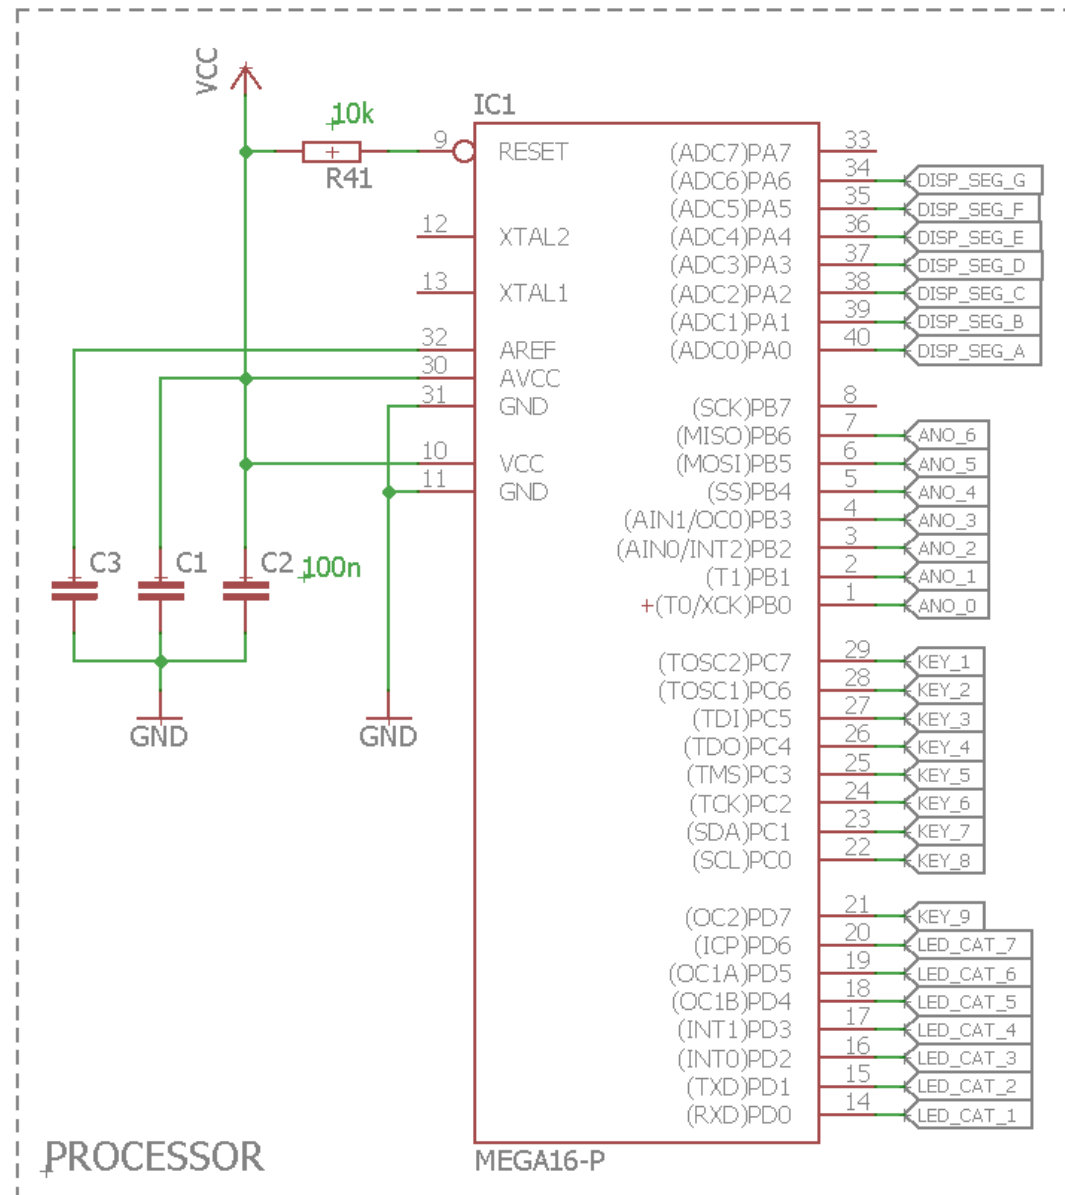 VCC
10k
R41
IC1
9 RESET
12 XTAL2
13 XTAL1
32 AREF
30 AVCC
31 GND
10 VCC
11 GND
C3
C1
C2
100n
GND
GND
(ADC7)PA7 33
(ADC6)PA6 34 DISP_SEG_G
(ADC5)PA5 35 DISP_SEG_F
(ADC4)PA4 36 DISP_SEG_E
(ADC3)PA3 37 DISP_SEG_D
(ADC2)PA2 38 DISP_SEG_C
(ADC1)PA1 39 DISP_SEG_B
(ADC0)PA0 40 DISP_SEG_A
(SCK)PB7 8
(MISO)PB6 7 ANO_6
(MOSI)PB5 6 ANO_5
(SS)PB4 5 ANO_4
(AIN1/OC0)PB3 4 ANO_3
(AIN0/INT2)PB2 3 ANO_2
(T1)PB1 2 ANO_1
(T0/XCK)PB0 1 ANO_0
(TOSC2)PC7 29 KEY_1
(TOSC1)PC6 28 KEY_2
(TDI)PC5 27 KEY_3
(TDO)PC4 26 KEY_4
(TMS)PC3 25 KEY_5
(TCK)PC2 24 KEY_6
(SDA)PC1 23 KEY_7
(SCL)PC0 22 KEY_8
(OC2)PD7 21 KEY_9
(ICP)PD6 20 LED_CAT_7
(OC1A)PD5 19 LED_CAT_6
(OC1B)PD4 18 LED_CAT_5
(INT1)PD3 17 LED_CAT_4
(INT0)PD2 16 LED_CAT_3
(TXD)PD1 15 LED_CAT_2
(RXD)PD0 14 LED_CAT_1
MEGA16-P
PROCESSOR